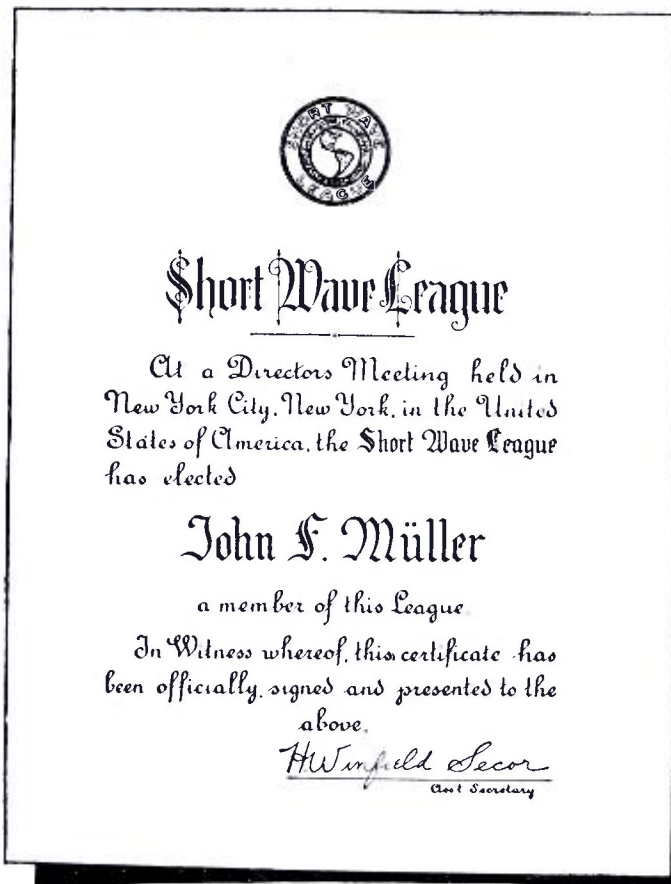 SHORT WAVE
LEAGUE
Short Wave League
At a Directors Meeting held in
New York City, New York, in the United
States of America, the Short Wave League
has elected
John F. Müller
a member of this League.
In Witness whereof, this certificate has
been officially, signed and presented to the
above.
HWinfield Secor
Ass't Secretary